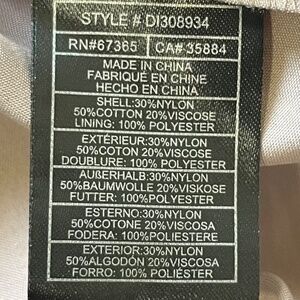 STYLE # DI308934
RN#67365 CA# 35884
MADE IN CHINA
FABRIQUÉ EN CHINE
HECHO EN CHINA
SHELL:30%NYLON
50%COTTON 20%VISCOSE
LINING: 100% POLYESTER
EXTÉRIEUR:30%NYLON
50%COTON 20%VISCOSE
DOUBLURE: 100% POLYESTER
AUßERHALB:30%NYLON
50%BAUMWOLLE 20%VISKOSE
FUTTER: 100% POLYESTER
ESTERNO:30%NYLON
50%COTONE 20%VISCOSA
FODERA: 100%POLIESTERE
EXTERIOR:30%NYLON
50%ALGODÓN 20%VISCOSA
FORRO: 100% POLIÉSTER